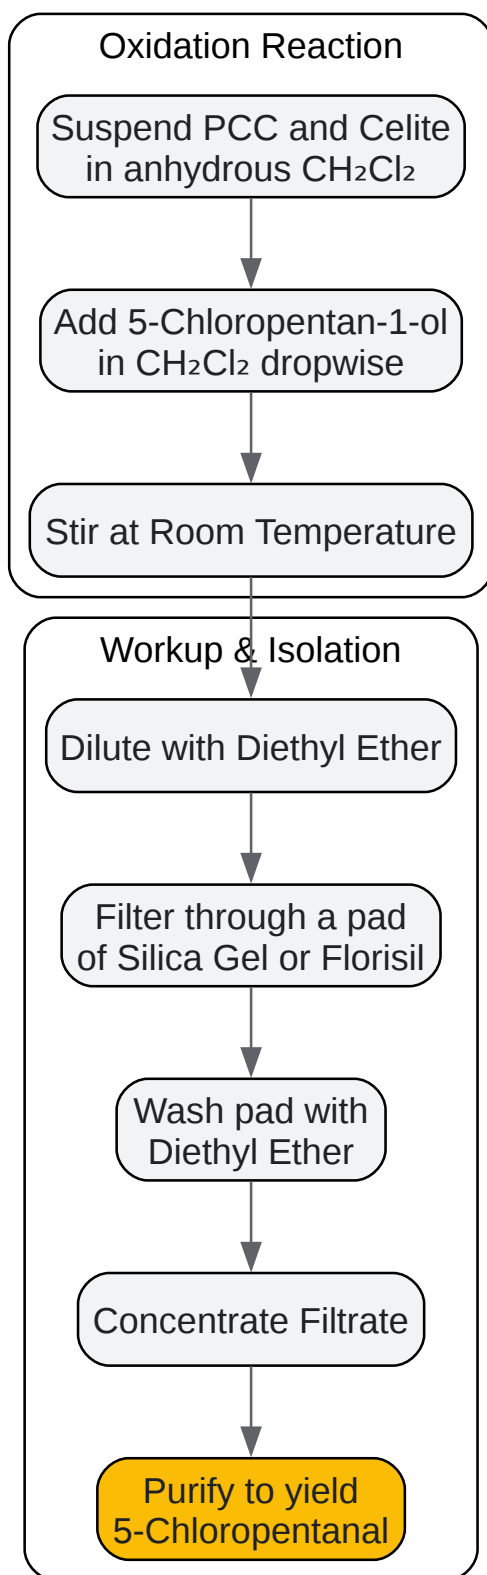 Oxidation Reaction
Suspend PCC and Celite
in anhydrous CH₂Cl₂
Add 5-Chloropentan-1-ol
in CH₂Cl₂ dropwise
Stir at Room Temperature
Workup & Isolation
Dilute with Diethyl Ether
Filter through a pad
of Silica Gel or Florisil
Wash pad with
Diethyl Ether
Concentrate Filtrate
Purify to yield
5-Chloropentanal